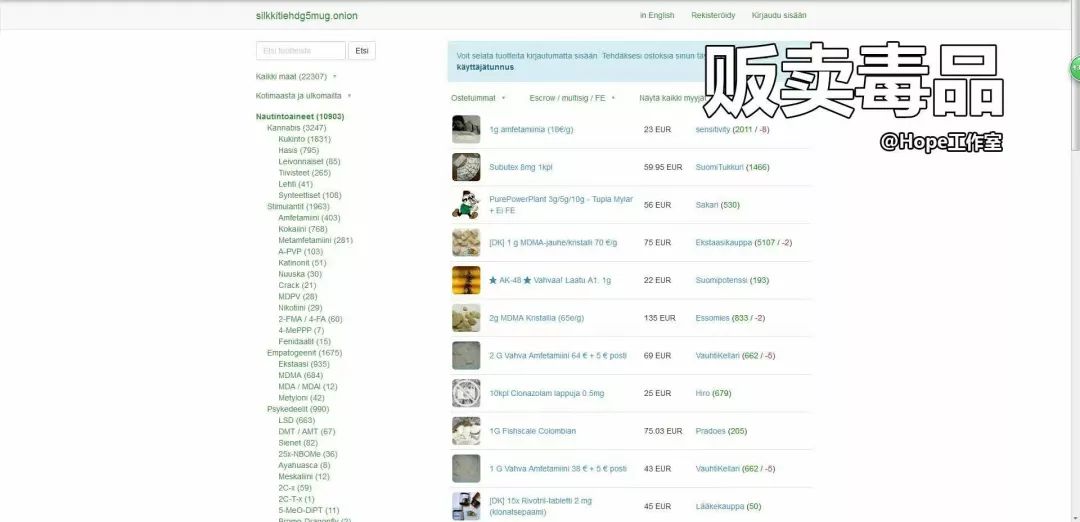 silkkitiehdg5mug.onion
in English
Rekisteröidy
Kirjaudu sisään
Etsi tuotteista
Etsi
Kaikki maat (22307)
Kotimaasta ja ulkomailta
Nautintoaineet (10903)
Kannabis (3247)
Kukinto (1831)
Hasis (795)
Leivonnaiset (85)
Tiivisteet (265)
Lehti (41)
Synteettiset (108)
Stimulantit (1963)
Amfetamiini (403)
Kokaiini (768)
Metamfetamiini (281)
A-PVP (103)
Katinonit (51)
Nuuska (30)
Crack (21)
MDPV (28)
Nikotiini (29)
2-FMA / 4-FA (60)
4-MePPP (7)
Fenidaatit (15)
Empatogeenit (1675)
Ekstaasi (935)
MDMA (684)
MDA / MDAI (12)
Metyloni (42)
Psykedeelit (990)
LSD (663)
DMT / AMT (67)
Sienet (82)
25x-NBOMe (36)
Ayahuasca (8)
Meskaliini (12)
2C-x (59)
2C-T-x (1)
5-MeO-DiPT (11)
Voit selata tuotteita kirjautumatta sisään. Tehdäksesi ostoksia sinun
käyttäjätunnus
贩卖毒品
@Hope工作室
Ostetuimmat
Escrow / multisig / FE
Näytä kaikki myyjät
1g amfetamiinia (18€/g) 23 EUR sensitivity (2011 / -8)
Subutex 8mg 1kpl 59.95 EUR SuomiTukkuri (1466)
PurePowerPlant 3g/5g/10g - Tupla Mylar
+ Ei FE 56 EUR Sakari (530)
[DK] 1 g MDMA-jauhe/kristalli 70 €/g 75 EUR Ekstaasikauppa (5107 / -2)
★ AK-48 ★ Vahvaa! Laatu A1. 1g 22 EUR Suomipotenssi (193)
2g MDMA Kristallia (65e/g) 135 EUR Essomies (833 / -2)
2 G Vahva Amfetamiini 64 € + 5 € posti 69 EUR VauhtiKellari (662 / -5)
10kpl Clonazolam lappuja 0.5mg 25 EUR Hiro (679)
1G Fishscale Colombian 75.03 EUR Pradoes (205)
1 G Vahva Amfetamiini 38 € + 5 € posti 43 EUR VauhtiKellari (662 / -5)
[DK] 15x Rivotril-tabletti 2 mg
(klonatsepaami) 45 EUR Lääkekauppa (50)